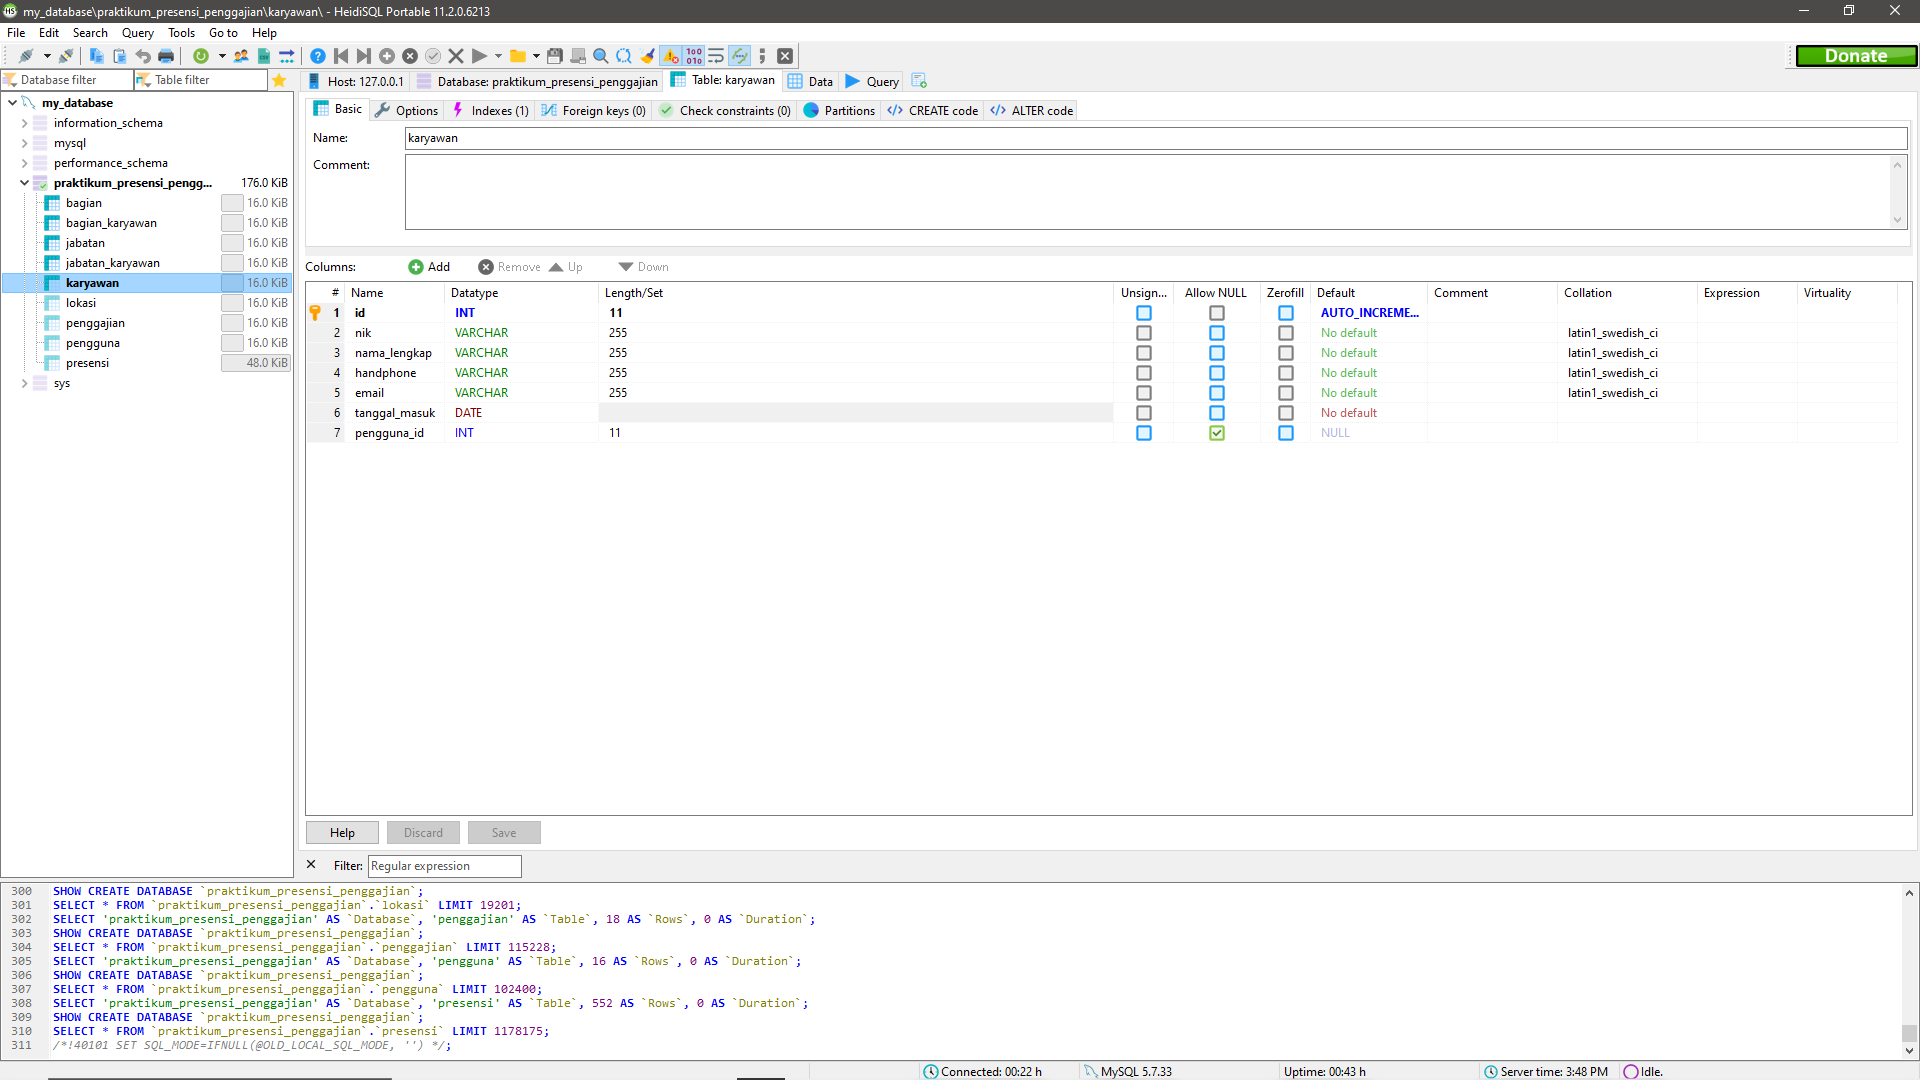 my_database\praktikum_presensi_penggajian\karyawan\ - HeidiSQL Portable 11.2.0.6213
File Edit Search Query Tools Go to Help
Donate
Database filter Table filter
Host: 127.0.0.1 Database: praktikum_presensi_penggajian Table: karyawan Data Query
my_database
information_schema
mysql
performance_schema
praktikum_presensi_pengg... 176.0 KiB
bagian 16.0 KiB
bagian_karyawan 16.0 KiB
jabatan 16.0 KiB
jabatan_karyawan 16.0 KiB
karyawan 16.0 KiB
lokasi 16.0 KiB
penggajian 16.0 KiB
pengguna 16.0 KiB
presensi 48.0 KiB
sys
Basic Options Indexes (1) Foreign keys (0) Check constraints (0) Partitions CREATE code ALTER code
Name: karyawan
Comment:
Columns: Add Remove Up Down
# Name Datatype Length/Set Unsign... Allow NULL Zerofill Default Comment Collation Expression Virtuality
1 id INT 11 AUTO_INCREME...
2 nik VARCHAR 255 No default latin1_swedish_ci
3 nama_lengkap VARCHAR 255 No default latin1_swedish_ci
4 handphone VARCHAR 255 No default latin1_swedish_ci
5 email VARCHAR 255 No default latin1_swedish_ci
6 tanggal_masuk DATE No default
7 pengguna_id INT 11 NULL
Help Discard Save
Filter: Regular expression
300 SHOW CREATE DATABASE `praktikum_presensi_penggajian`;
301 SELECT * FROM `praktikum_presensi_penggajian`.`lokasi` LIMIT 19201;
302 SELECT 'praktikum_presensi_penggajian' AS `Database`, 'penggajian' AS `Table`, 18 AS `Rows`, 0 AS `Duration`;
303 SHOW CREATE DATABASE `praktikum_presensi_penggajian`;
304 SELECT * FROM `praktikum_presensi_penggajian`.`penggajian` LIMIT 115228;
305 SELECT 'praktikum_presensi_penggajian' AS `Database`, 'pengguna' AS `Table`, 16 AS `Rows`, 0 AS `Duration`;
306 SHOW CREATE DATABASE `praktikum_presensi_penggajian`;
307 SELECT * FROM `praktikum_presensi_penggajian`.`pengguna` LIMIT 102400;
308 SELECT 'praktikum_presensi_penggajian' AS `Database`, 'presensi' AS `Table`, 552 AS `Rows`, 0 AS `Duration`;
309 SHOW CREATE DATABASE `praktikum_presensi_penggajian`;
310 SELECT * FROM `praktikum_presensi_penggajian`.`presensi` LIMIT 1178175;
311 /*!40101 SET SQL_MODE=IFNULL(@OLD_LOCAL_SQL_MODE, '') */;
Connected: 00:22 h MySQL 5.7.33 Uptime: 00:43 h Server time: 3:48 PM Idle.